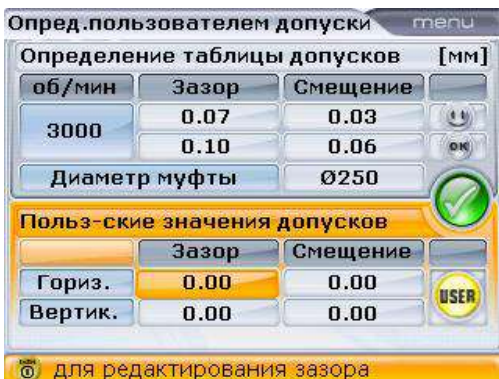 Опред.пользователем допуски menu
Определение таблицы допусков [мм]
об/мин Зазор Смещение
3000 0.07 0.03
0.10 0.06 OK
Диаметр муфты Ø250
Польз-ские значения допусков
Зазор Смещение
Гориз. 0.00 0.00 USER
Вертик. 0.00 0.00
для редактирования зазора